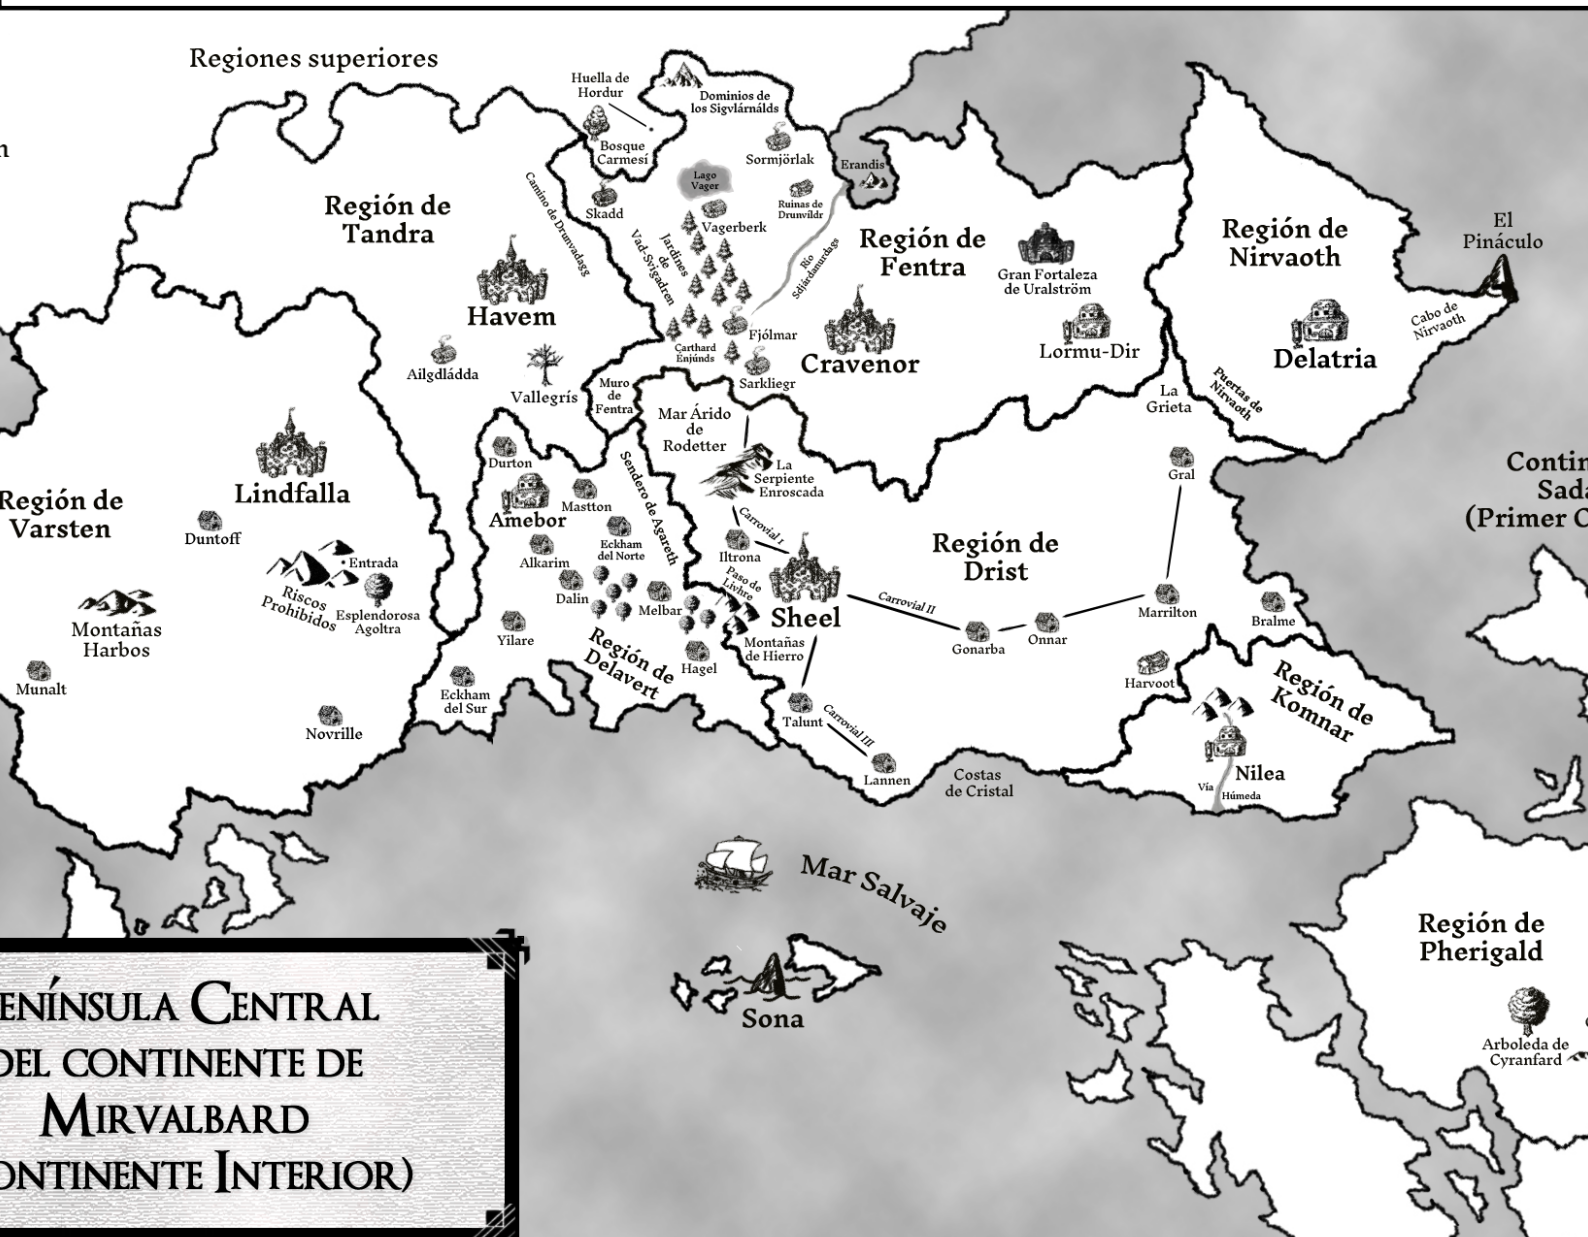 Regiones superiores
Huella de
Hordur
Dominios de
los Sigvlárnálds
Bosque
Carmesí
Sormjörlak
Erandis
Lago
Vager
Skadd
Ruinas de
Drunvíldr
Vagerberk
Camino de Drunvadagg
Jardines
de
Vad-Svigadren
Río
Sdjárdanurdags
Región de
Tandra
Región de
Fentra
Gran Fortaleza
de Uralström
Región de
Nirvaoth
El
Pináculo
Cabo de
Nirvaoth
Havem
Fjólmar
Carthard
Enjúnds
Cravenor
Lormu-Dir
Delatria
Ailgdládda
Vallegrís
Sarkliegr
Muro
de
Fentra
La
Grieta
Puertas de
Nirvaoth
Mar Árido
de
Rodetter
La
Serpiente
Enroscada
Durton
Sendero de Agareth
Gral
Lindfalla
Región de
Varsten
Amebor
Mastton
Duntoff
Eckham
del Norte
Alkarim
Carrovial I
Iltrona
Región de
Drist
Entrada
Riscos
Prohibidos
Esplendorosa
Agoltra
Dalin
Melbar
Paso de
Livhre
Sheel
Carrovial II
Marrilton
Bralme
Montañas
Harbos
Yilare
Región de
Delavert
Hagel
Montañas
de Hierro
Gonarba
Onnar
Munalt
Eckham
del Sur
Harvoot
Región de
Komnar
Novrille
Talunt
Carrovial III
Lannen
Costas
de Cristal
Nilea
Vía
Húmeda
Contin
Sada
(Primer C
Mar Salvaje
Sona
Región de
Pherigald
Arboleda de
Cyranfard
ENÍNSULA CENTRAL
DEL CONTINENTE DE
MIRVALBARD
ONTINENTE INTERIOR)